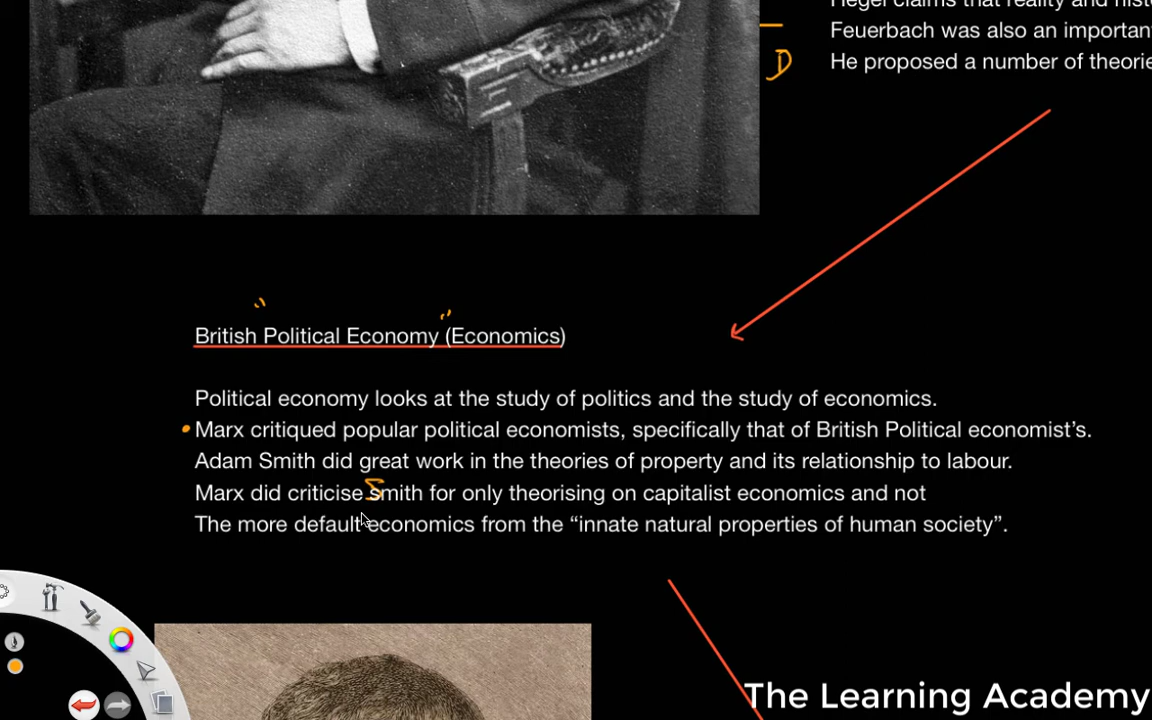 Hegel claims that reality and hist
Feuerbach was also an importan
He proposed a number of theorie
D
British Political Economy (Economics)
Political economy looks at the study of politics and the study of economics.
Marx critiqued popular political economists, specifically that of British Political economist's.
Adam Smith did great work in the theories of property and its relationship to labour.
Marx did criticise smith for only theorising on capitalist economics and not
The more default economics from the “innate natural properties of human society”.
The Learning Academy